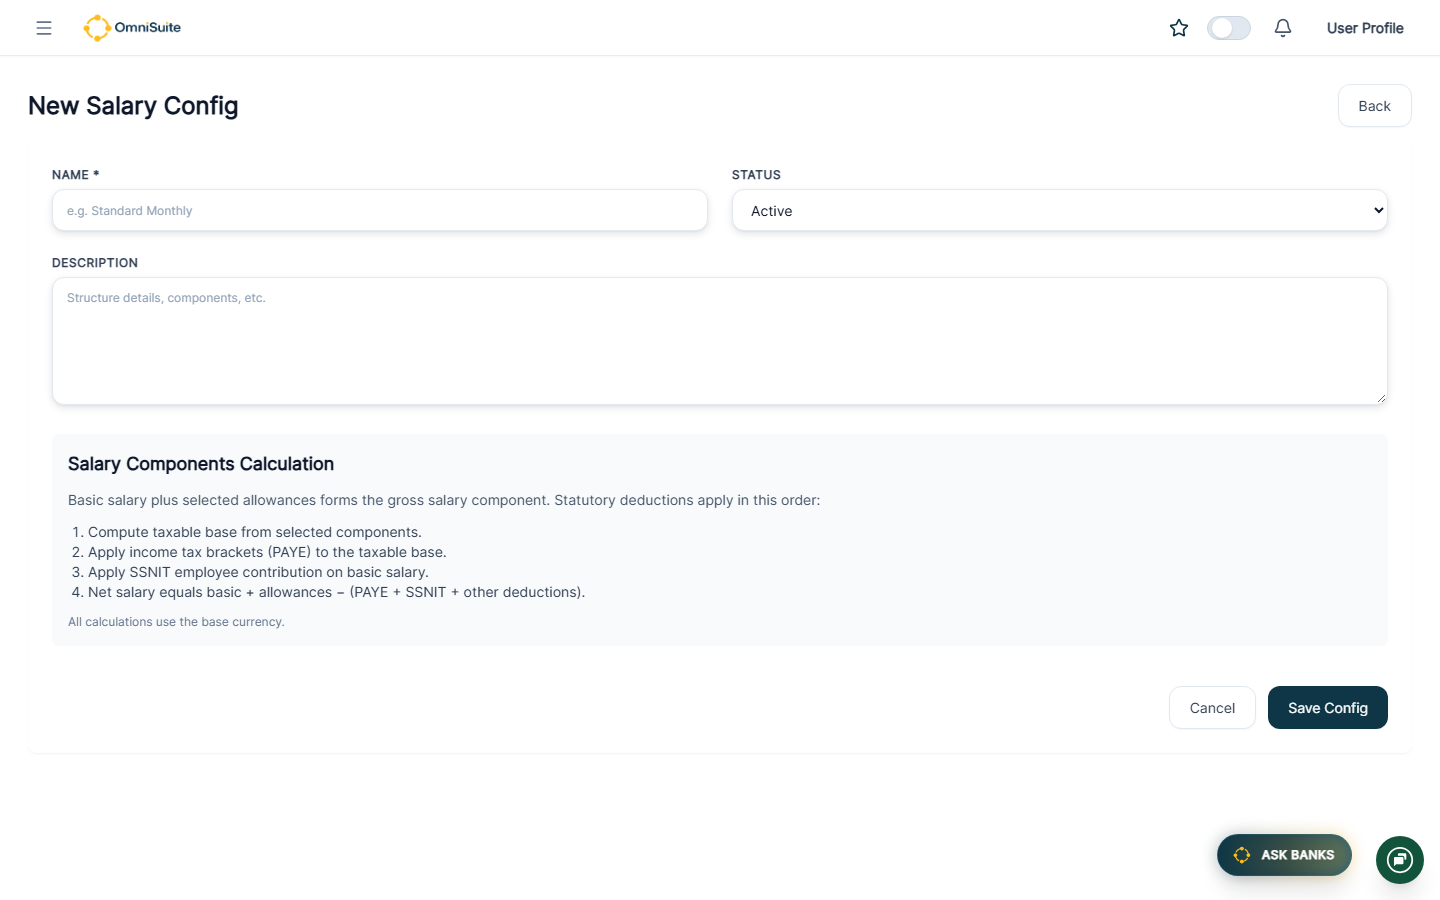 OmniSuite
User Profile
New Salary Config
Back
NAME *
STATUS
e.g. Standard Monthly
Active
DESCRIPTION
Structure details, components, etc.
Salary Components Calculation
Basic salary plus selected allowances forms the gross salary component. Statutory deductions apply in this order:
1. Compute taxable base from selected components.
2. Apply income tax brackets (PAYE) to the taxable base.
3. Apply SSNIT employee contribution on basic salary.
4. Net salary equals basic + allowances − (PAYE + SSNIT + other deductions).
All calculations use the base currency.
Cancel
Save Config
ASK BANKS